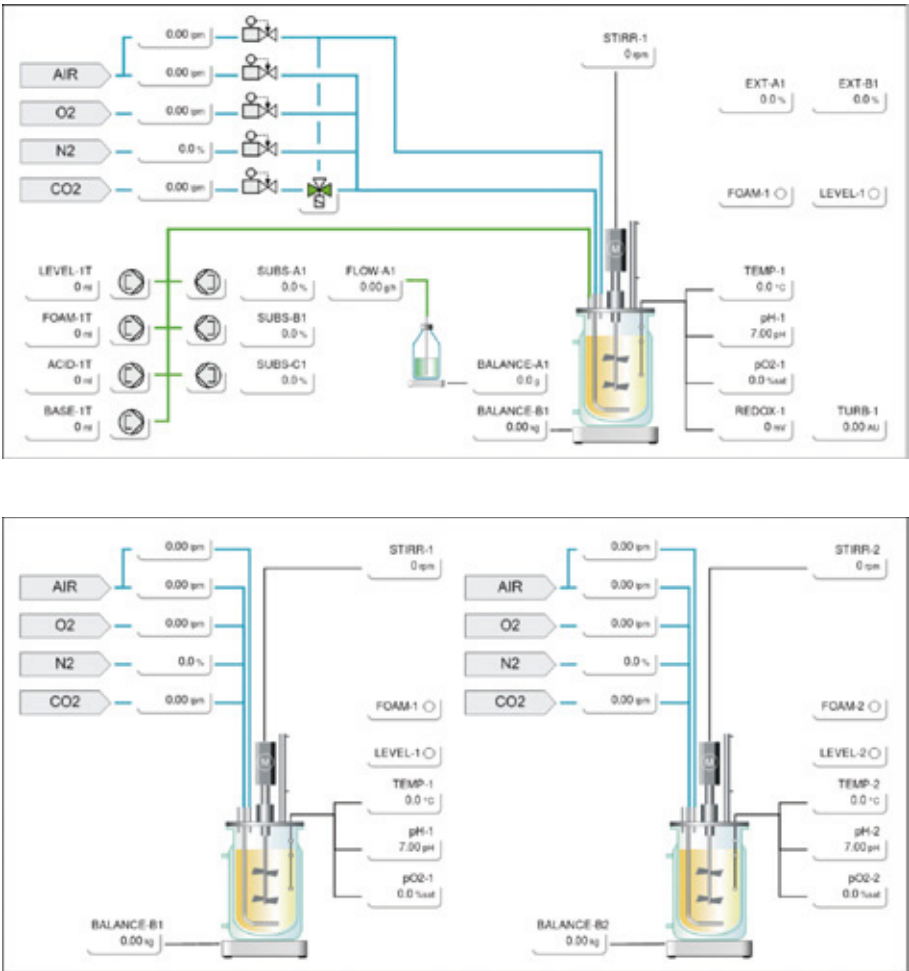 0.00 lpm
STIRR-1
0 rpm
AIR
0.00 lpm
EXT-A1
0.0 %
EXT-B1
0.0 %
O2
0.00 lpm
N2
0.0 %
CO2
0.00 lpm
FOAM-1
LEVEL-1
LEVEL-1T
0 ml
SUBS-A1
0.0 %
FLOW-A1
0.00 g/h
TEMP-1
0.0 °C
FOAM-1T
0 ml
SUBS-B1
0.0 %
pH-1
7.00 pH
ACID-1T
0 ml
SUBS-C1
0.0 %
BALANCE-A1
0.0 g
pO2-1
0.0 %sat
BASE-1T
0 ml
BALANCE-B1
0.00 kg
REDOX-1
0 mV
TURB-1
0.00 AU
M
0.00 lpm
STIRR-1
0 rpm
AIR
0.00 lpm
O2
0.00 lpm
N2
0.0 %
CO2
0.00 lpm
FOAM-1
LEVEL-1
M
TEMP-1
0.0 °C
pH-1
7.00 pH
pO2-1
0.0 %sat
BALANCE-B1
0.00 kg
0.00 lpm
STIRR-2
0 rpm
AIR
0.00 lpm
O2
0.00 lpm
N2
0.0 %
CO2
0.00 lpm
FOAM-2
LEVEL-2
M
TEMP-2
0.0 °C
pH-2
7.00 pH
pO2-2
0.0 %sat
BALANCE-B2
0.00 kg